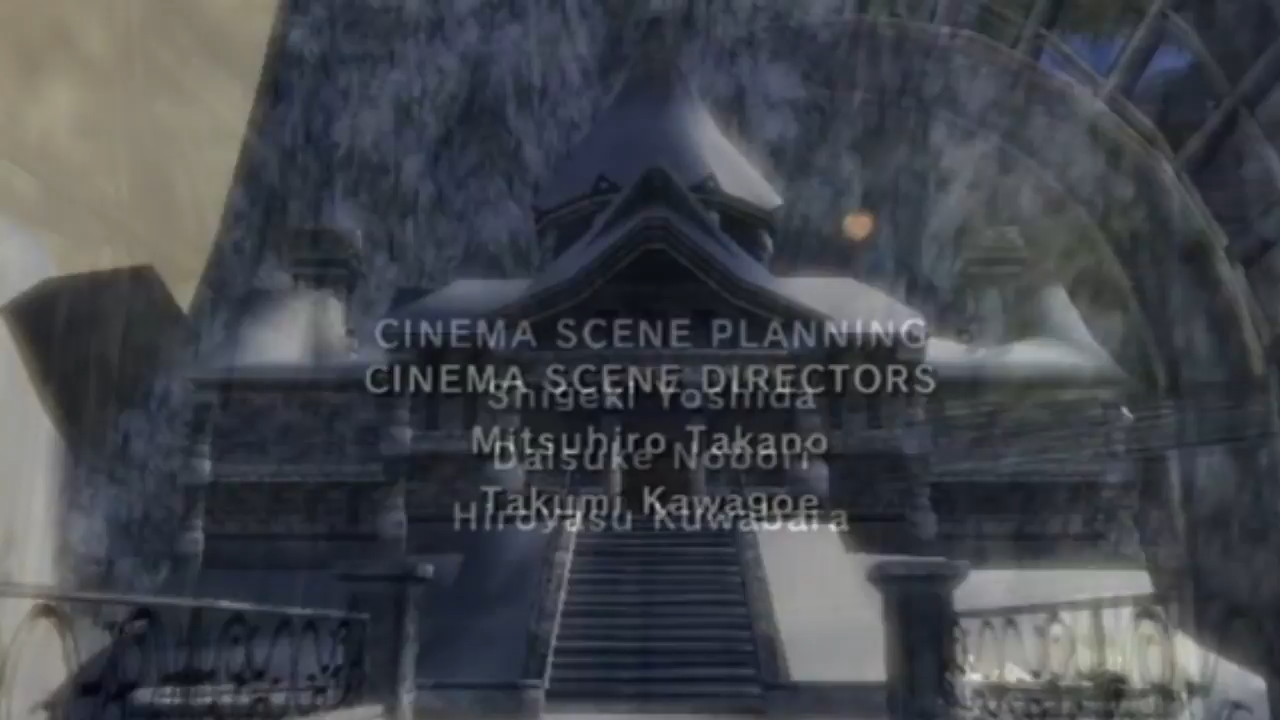 CINEMA SCENE PLANNING
CINEMA SCENE DIRECTORS
Shigeki Yoshida
Mitsuhiro Takano
Daisuke Nobori
Takumi Kawagoe
Hiroyasu Kuwabara